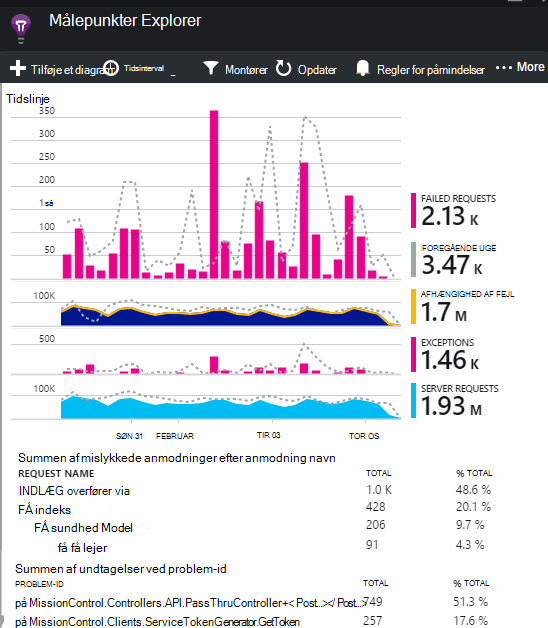 Målepunkter Explorer
Tilføje et diagram Tidsinterval Montører Opdater Regler for påmindelser ... More
Tidslinje
350
300
250
200
1så
100
50
FAILED REQUESTS
2.13 K
FOREGÅENDE UGE
3.47 K
100K
AFHÆNGIGHED AF FEJL
1.7 M
500
EXCEPTIONS
1.46 K
100K
SERVER REQUESTS
1.93 M
SØN 31 FEBRUAR TIR 03 TOR OS
Summen af mislykkede anmodninger efter anmodning navn
REQUEST NAME TOTAL % TOTAL
INDLÆG overfører via 1.0 K 48.6 %
FÅ indeks 428 20.1 %
FÅ sundhed Model 206 9.7 %
få få lejer 91 4.3 %
Summen af undtagelser ved problem-id
PROBLEM-ID TOTAL % TOTAL
på MissionControl.Controllers.API.PassThruController+< Post...></ Post... 749 51.3 %
på MissionControl.Clients.ServiceTokenGenerator.GetToken 257 17.6 %